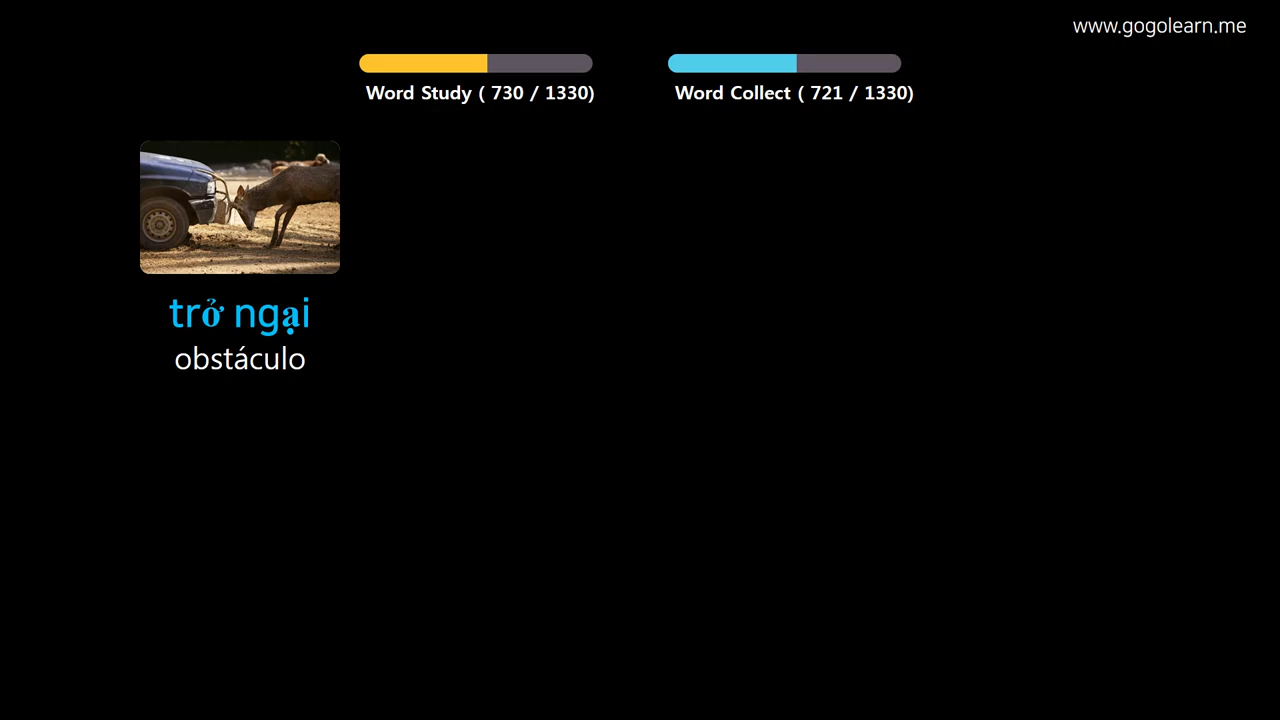 www.gogolearn.me
Word Study ( 730 / 1330)
Word Collect ( 721 / 1330)
trở ngại
obstáculo